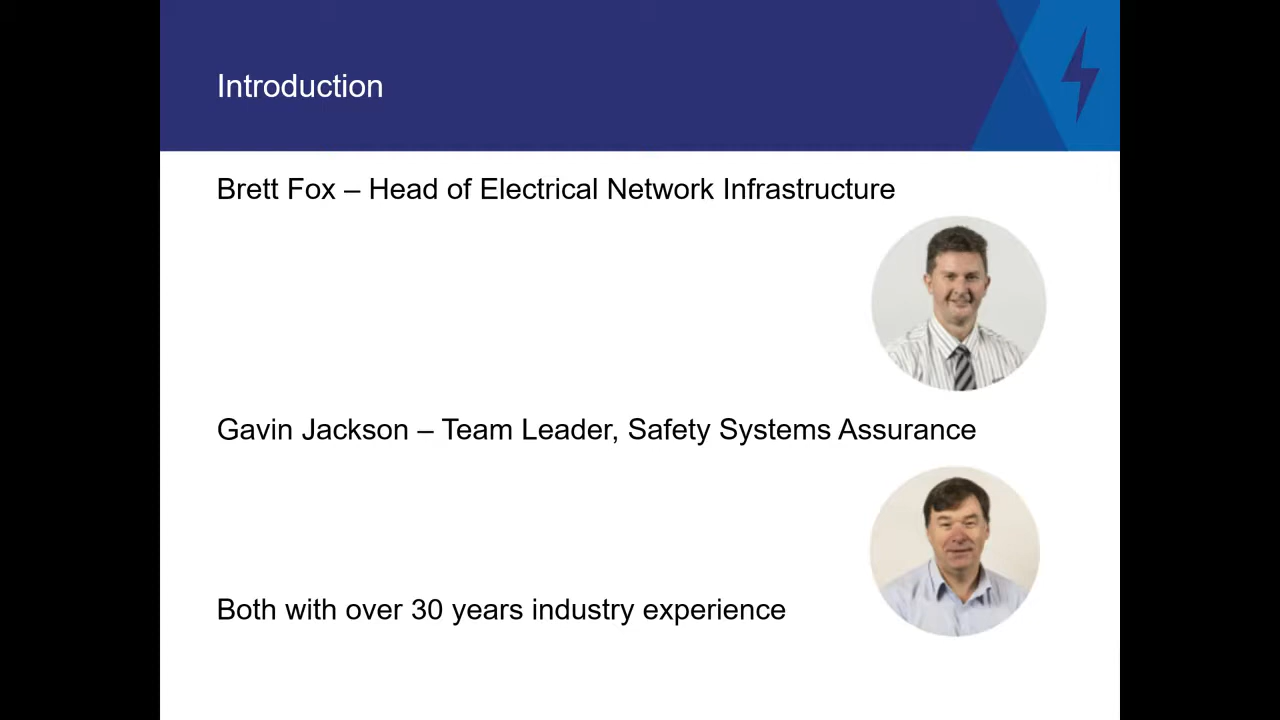 Introduction
Brett Fox – Head of Electrical Network Infrastructure
Gavin Jackson – Team Leader, Safety Systems Assurance
Both with over 30 years industry experience